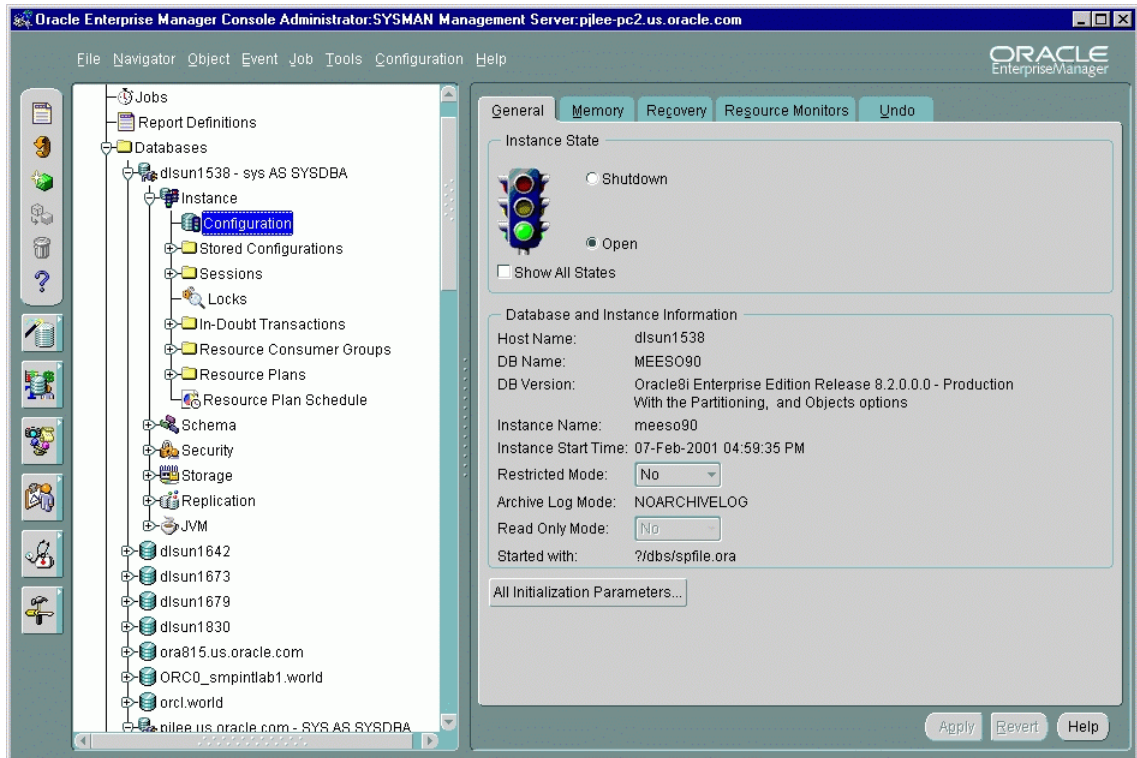 Oracle Enterprise Manager Console Administrator:SYSMAN Management Server:pjlee-pc2.us.oracle.com
File Navigator Object Event Job Tools Configuration Help
ORACLE
EnterpriseManager
Jobs
Report Definitions
Databases
dlsun1538 - sys AS SYSDBA
Instance
Configuration
Stored Configurations
Sessions
Locks
In-Doubt Transactions
Resource Consumer Groups
Resource Plans
Resource Plan Schedule
Schema
Security
Storage
Replication
JVM
dlsun1642
dlsun1673
dlsun1679
dlsun1830
ora815.us.oracle.com
ORC0_smpintlab1.world
orcl.world
pjlee.us.oracle.com - SYS AS SYSDBA
General Memory Recovery Resource Monitors Undo
Instance State
Shutdown
Open
Show All States
Database and Instance Information
Host Name: dlsun1538
DB Name: MEESO90
DB Version: Oracle8i Enterprise Edition Release 8.2.0.0.0 - Production
With the Partitioning, and Objects options
Instance Name: meeso90
Instance Start Time: 07-Feb-2001 04:59:35 PM
Restricted Mode: No
Archive Log Mode: NOARCHIVELOG
Read Only Mode: No
Started with: ?/dbs/spfile.ora
All Initialization Parameters...
Apply Revert Help